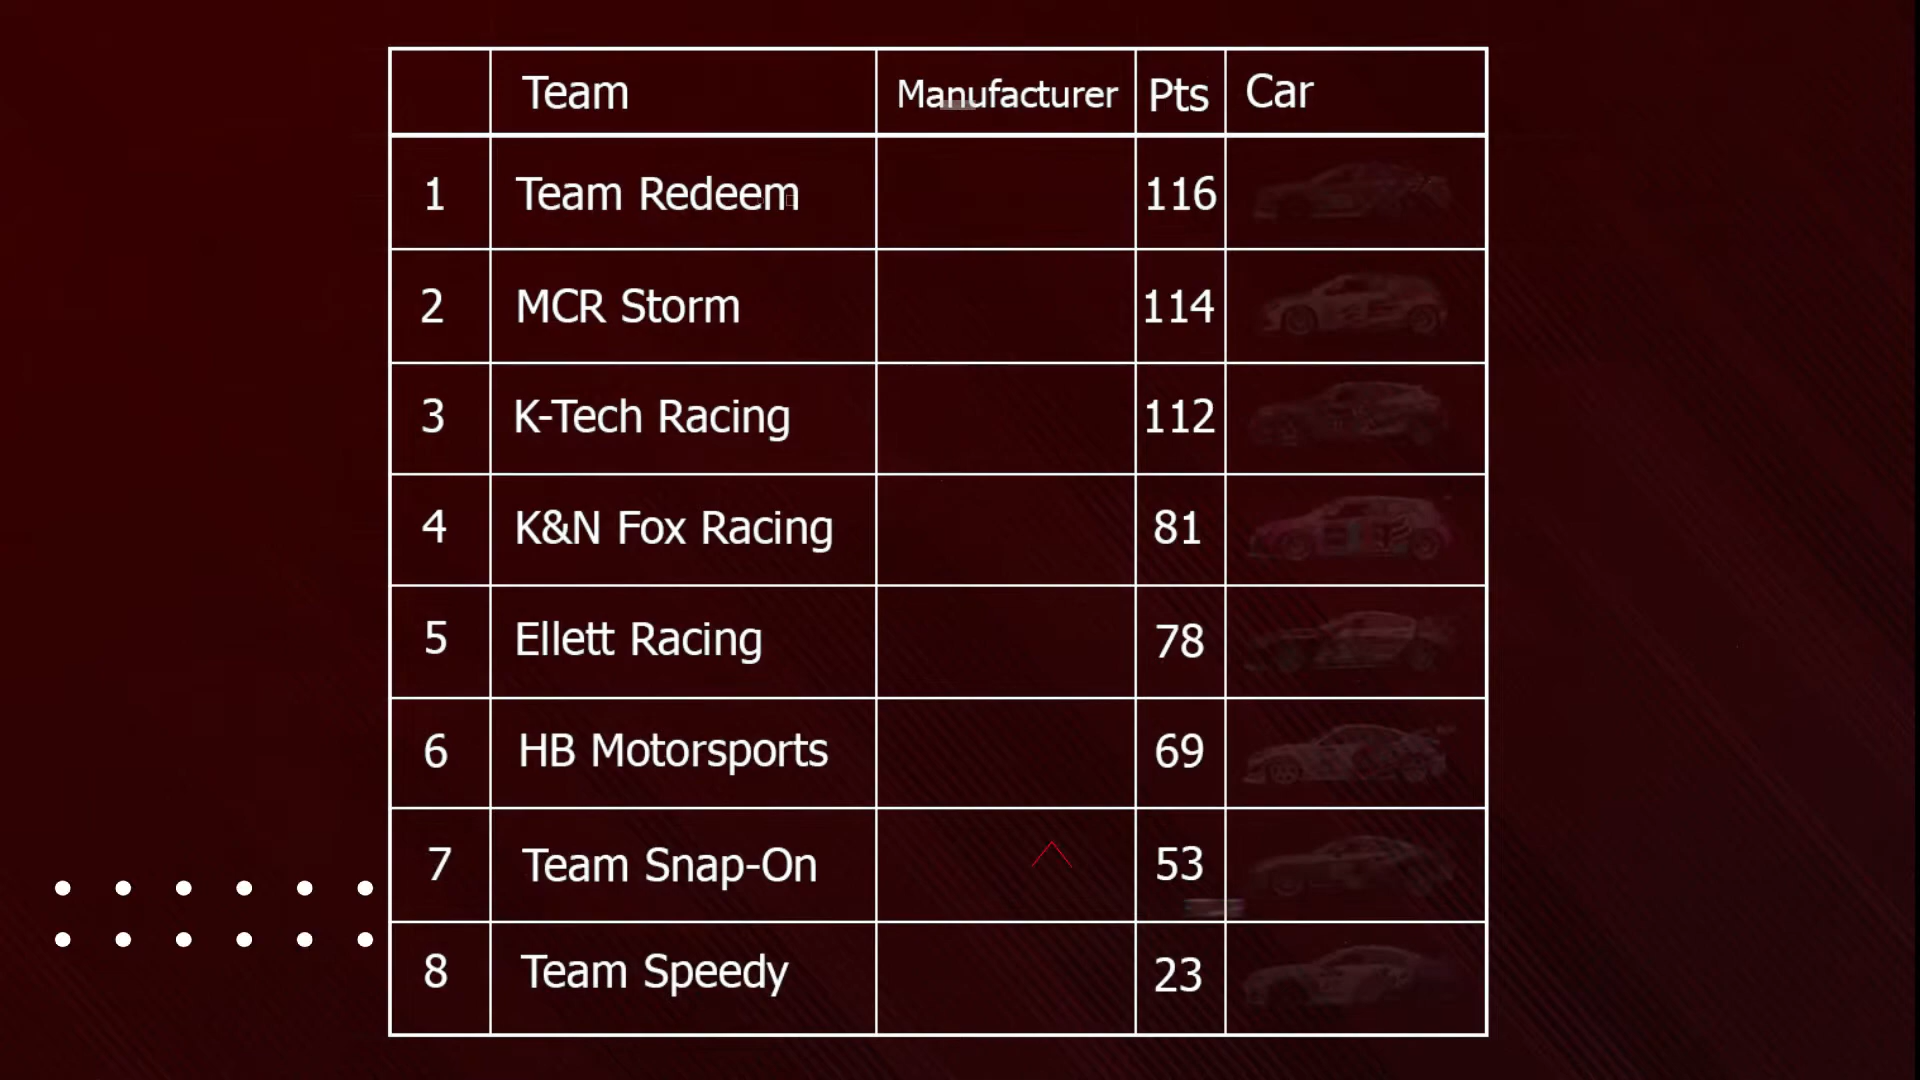 Team Manufacturer Pts Car
1 Team Redeem 116
2 MCR Storm 114
3 K-Tech Racing 112
4 K&N Fox Racing 81
5 Ellett Racing 78
6 HB Motorsports 69
7 Team Snap-On 53
8 Team Speedy 23